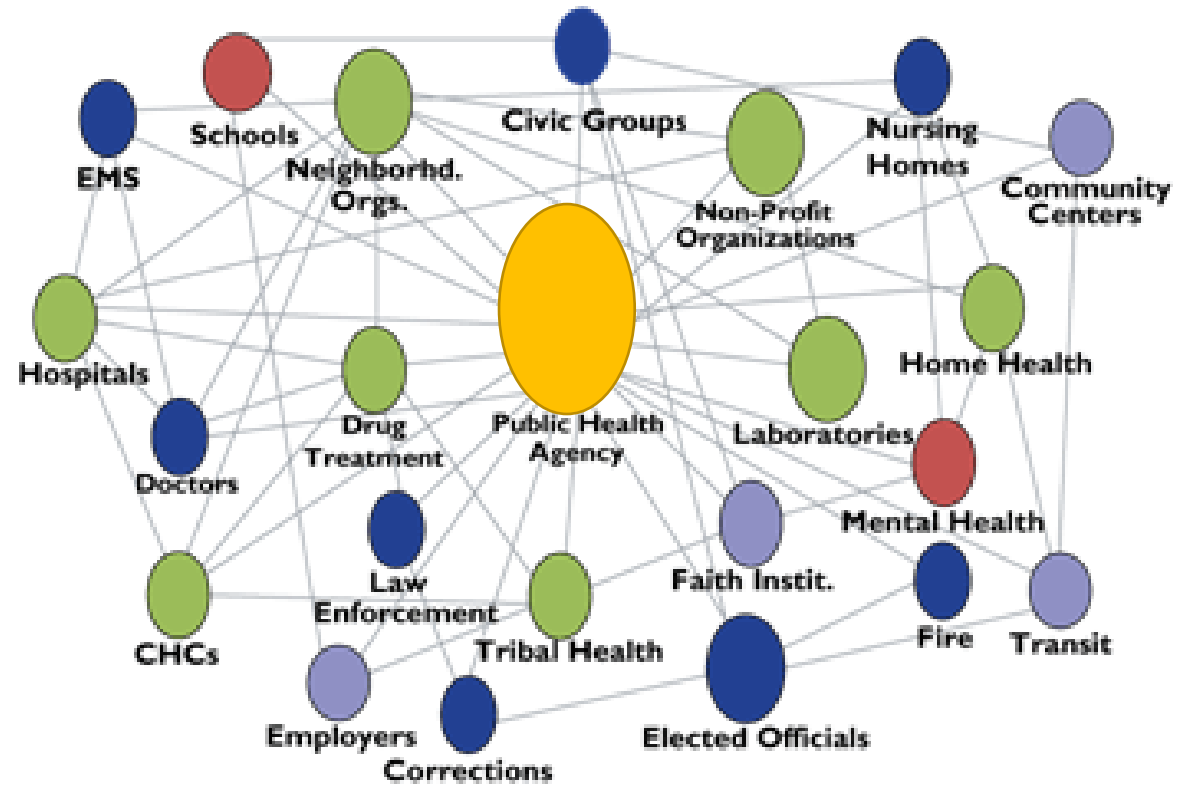 Schools
EMS
Neighborhd.
Orgs.
Civic Groups
Nursing
Homes
Community
Centers
Non-Profit
Organizations
Hospitals
Drug
Treatment
Public Health
Agency
Laboratories
Home Health
Doctors
Mental Health
Law
Enforcement
Faith Instit.
CHCs
Tribal Health
Fire
Transit
Employers
Corrections
Elected Officials